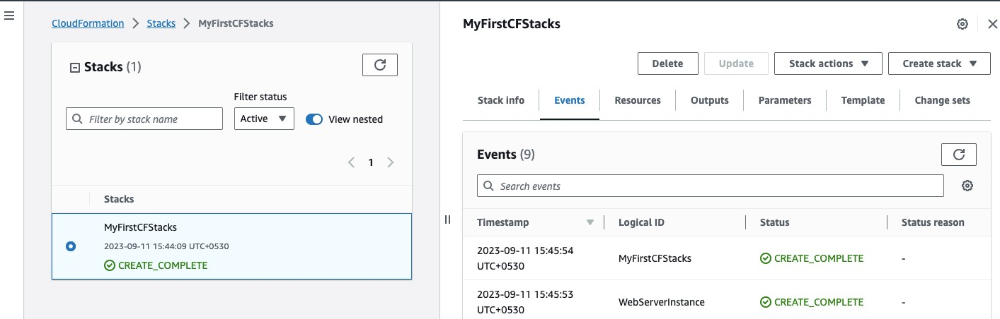 CloudFormation > Stacks > MyFirstCFStacks
Stacks (1)
Filter by stack name
Filter status
Active
View nested
1
Stacks
MyFirstCFStacks
2023-09-11 15:44:09 UTC+0530
CREATE_COMPLETE
MyFirstCFStacks
Delete Update Stack actions Create stack
Stack info Events Resources Outputs Parameters Template Change sets
Events (9)
Search events
Timestamp Logical ID Status Status reason
2023-09-11 15:45:54
UTC+0530
MyFirstCFStacks CREATE_COMPLETE -
2023-09-11 15:45:53
UTC+0530
WebServerInstance CREATE_COMPLETE -